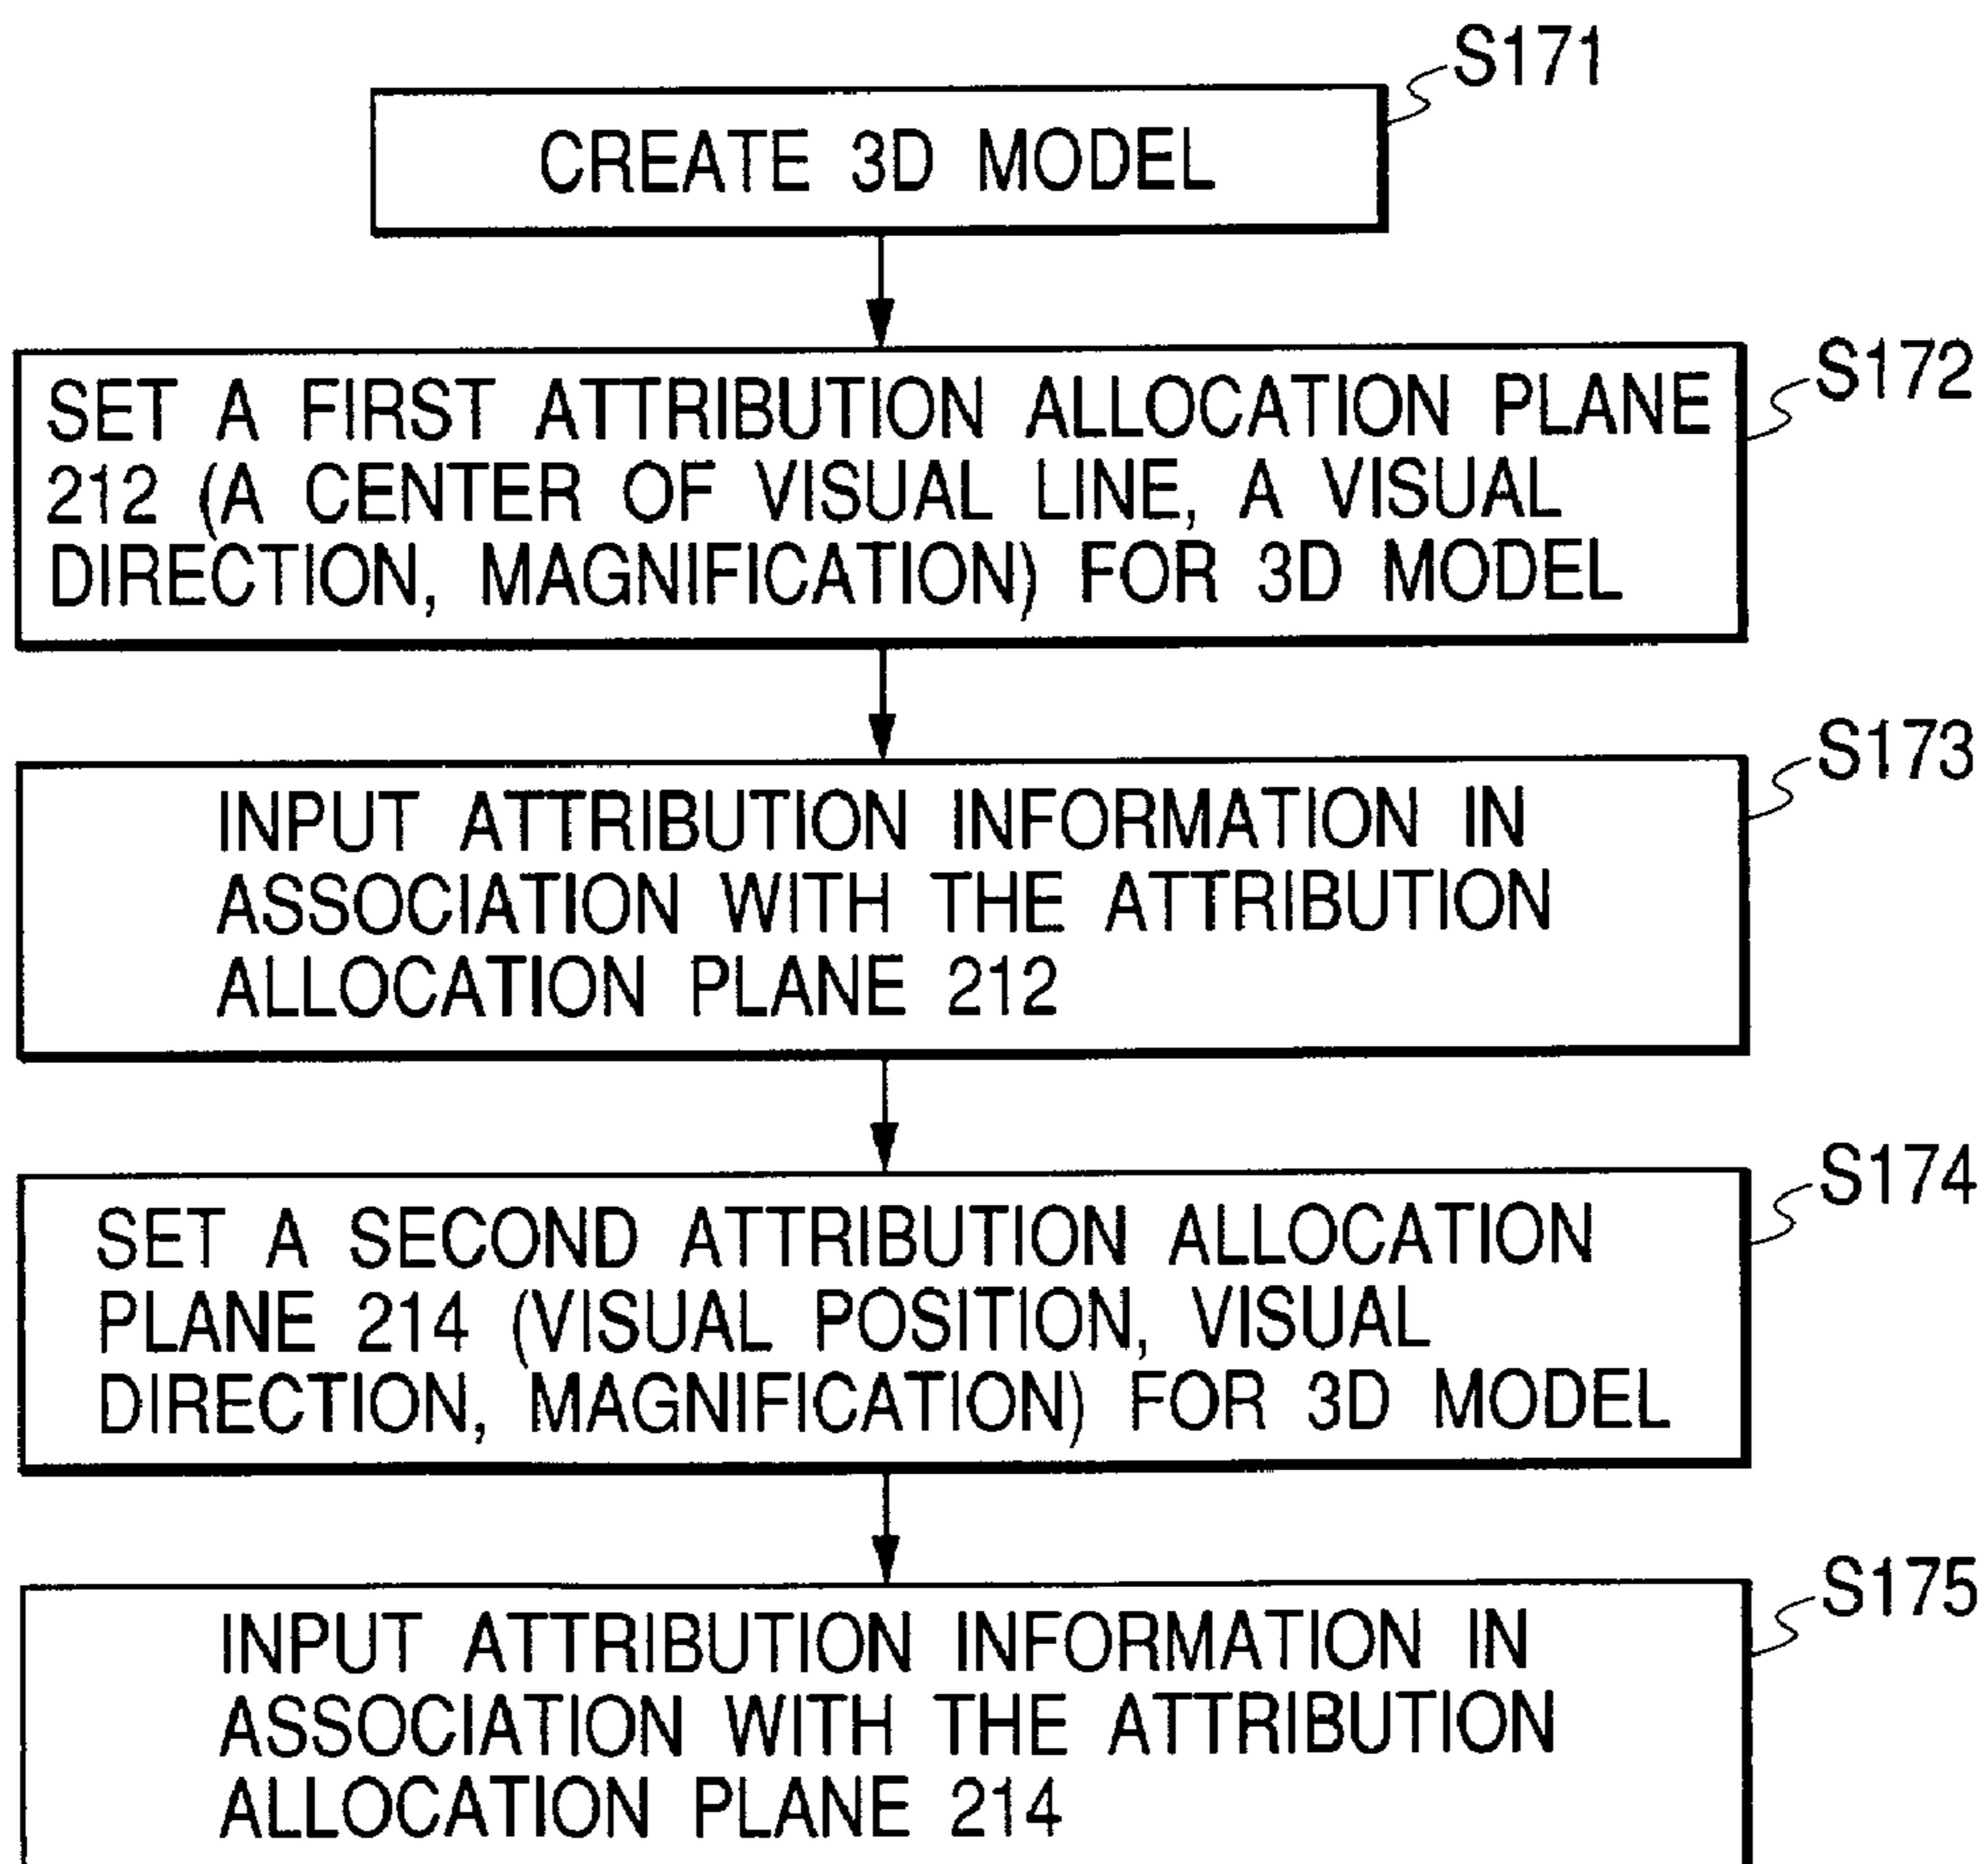 S171
CREATE 3D MODEL
S172
SET A FIRST ATTRIBUTION ALLOCATION PLANE
212 (A CENTER OF VISUAL LINE, A VISUAL
DIRECTION, MAGNIFICATION) FOR 3D MODEL
S173
INPUT ATTRIBUTION INFORMATION IN
ASSOCIATION WITH THE ATTRIBUTION
ALLOCATION PLANE 212
S174
SET A SECOND ATTRIBUTION ALLOCATION
PLANE 214 (VISUAL POSITION, VISUAL
DIRECTION, MAGNIFICATION) FOR 3D MODEL
S175
INPUT ATTRIBUTION INFORMATION IN
ASSOCIATION WITH THE ATTRIBUTION
ALLOCATION PLANE 214